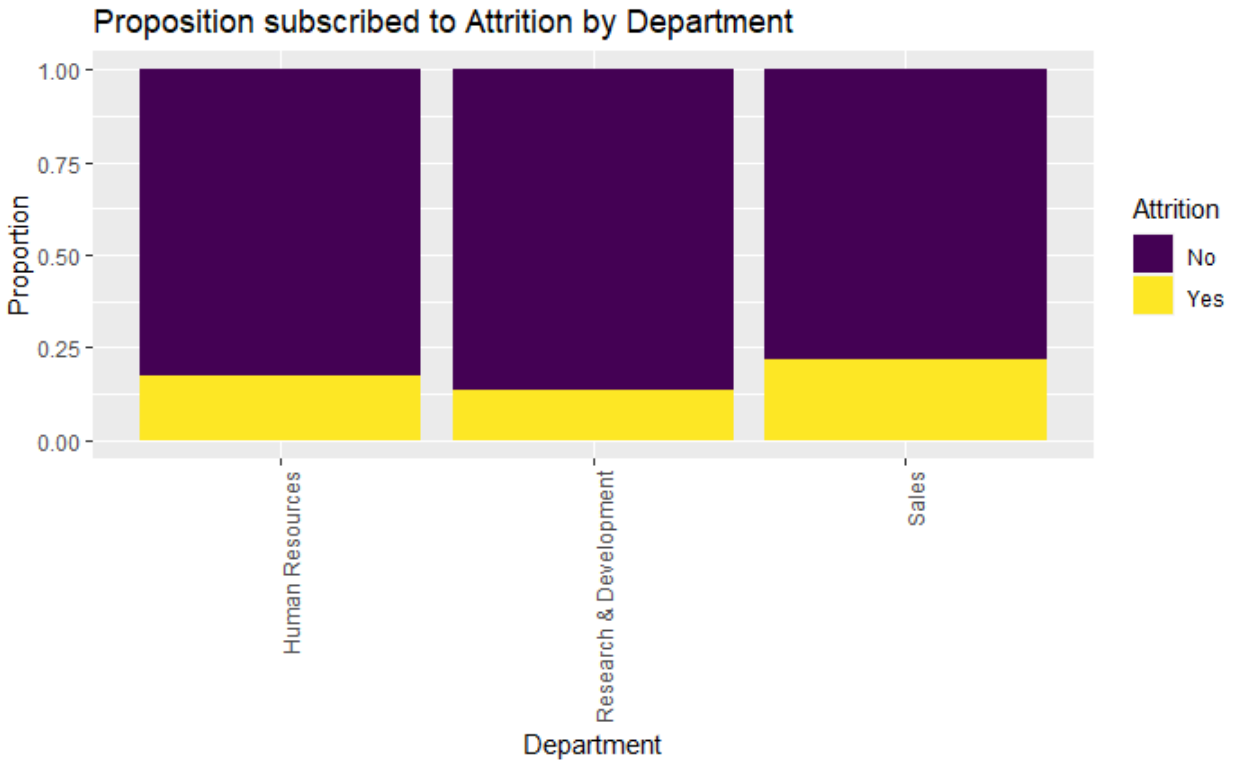 Proposition subscribed to Attrition by Department
1.00
0.75
0.50
0.25
0.00
Proportion
Human Resources
Research & Development
Sales
Department
Attrition
No
Yes